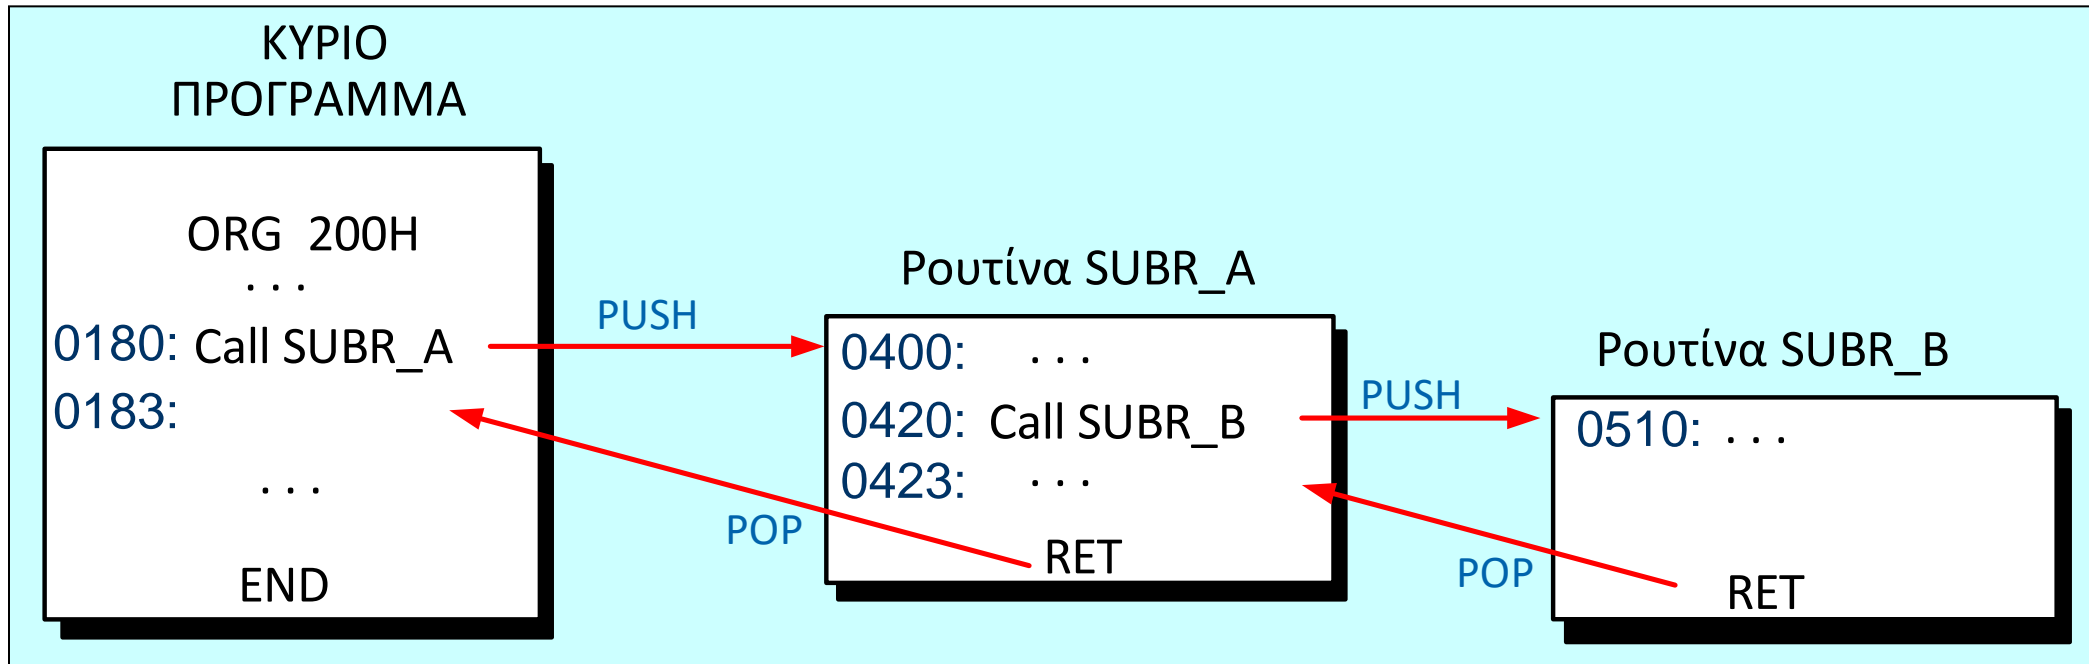 ΚΥΡΙΟ
ΠΡΟΓΡΑΜΜΑ
ORG 200H
. . .
0180: Call SUBR_A
0183:
. . .
END
PUSH
POP
Ρουτίνα SUBR_A
0400: . . .
0420: Call SUBR_B
0423: . . .
RET
PUSH
POP
Ρουτίνα SUBR_B
0510: . . .
RET